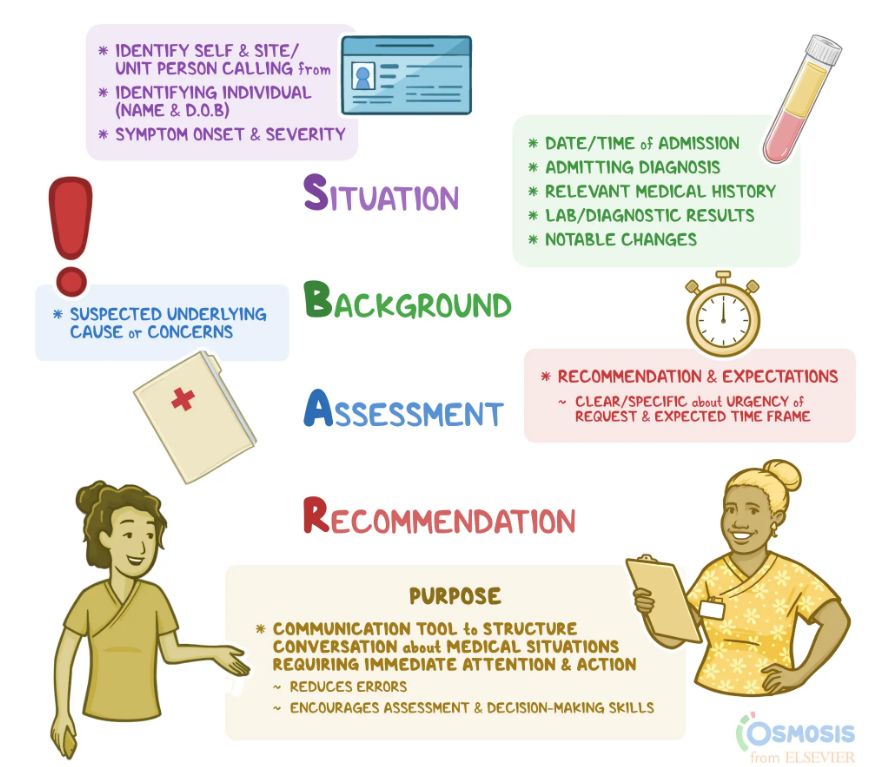 * IDENTIFY SELF & SITE/
UNIT PERSON CALLING from
* IDENTIFYING INDIVIDUAL
(NAME & D.O.B)
* SYMPTOM ONSET & SEVERITY
SITUATION
* DATE/TIME of ADMISSION
* ADMITTING DIAGNOSIS
* RELEVANT MEDICAL HISTORY
* LAB/DIAGNOSTIC RESULTS
* NOTABLE CHANGES
BACKGROUND
* SUSPECTED UNDERLYING
CAUSE or CONCERNS
ASSESSMENT
* RECOMMENDATION & EXPECTATIONS
~ CLEAR/SPECIFIC about URGENCY of
REQUEST & EXPECTED TIME FRAME
RECOMMENDATION
PURPOSE
* COMMUNICATION TOOL to STRUCTURE
CONVERSATION about MEDICAL SITUATIONS
REQUIRING IMMEDIATE ATTENTION & ACTION
~ REDUCES ERRORS
~ ENCOURAGES ASSESSMENT & DECISION-MAKING SKILLS
OSMOSIS
from ELSEVIER